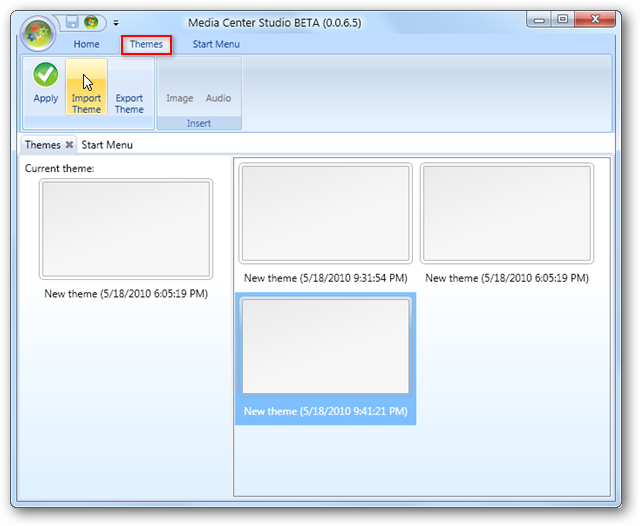 Media Center Studio BETA (0.0.6.5)
Home Themes Start Menu
Apply Import Theme Export Theme Image Audio
Insert
Themes Start Menu
Current theme:
New theme (5/18/2010 6:05:19 PM)
New theme (5/18/2010 9:31:54 PM) New theme (5/18/2010 6:05:19 PM)
New theme (5/18/2010 9:41:21 PM)